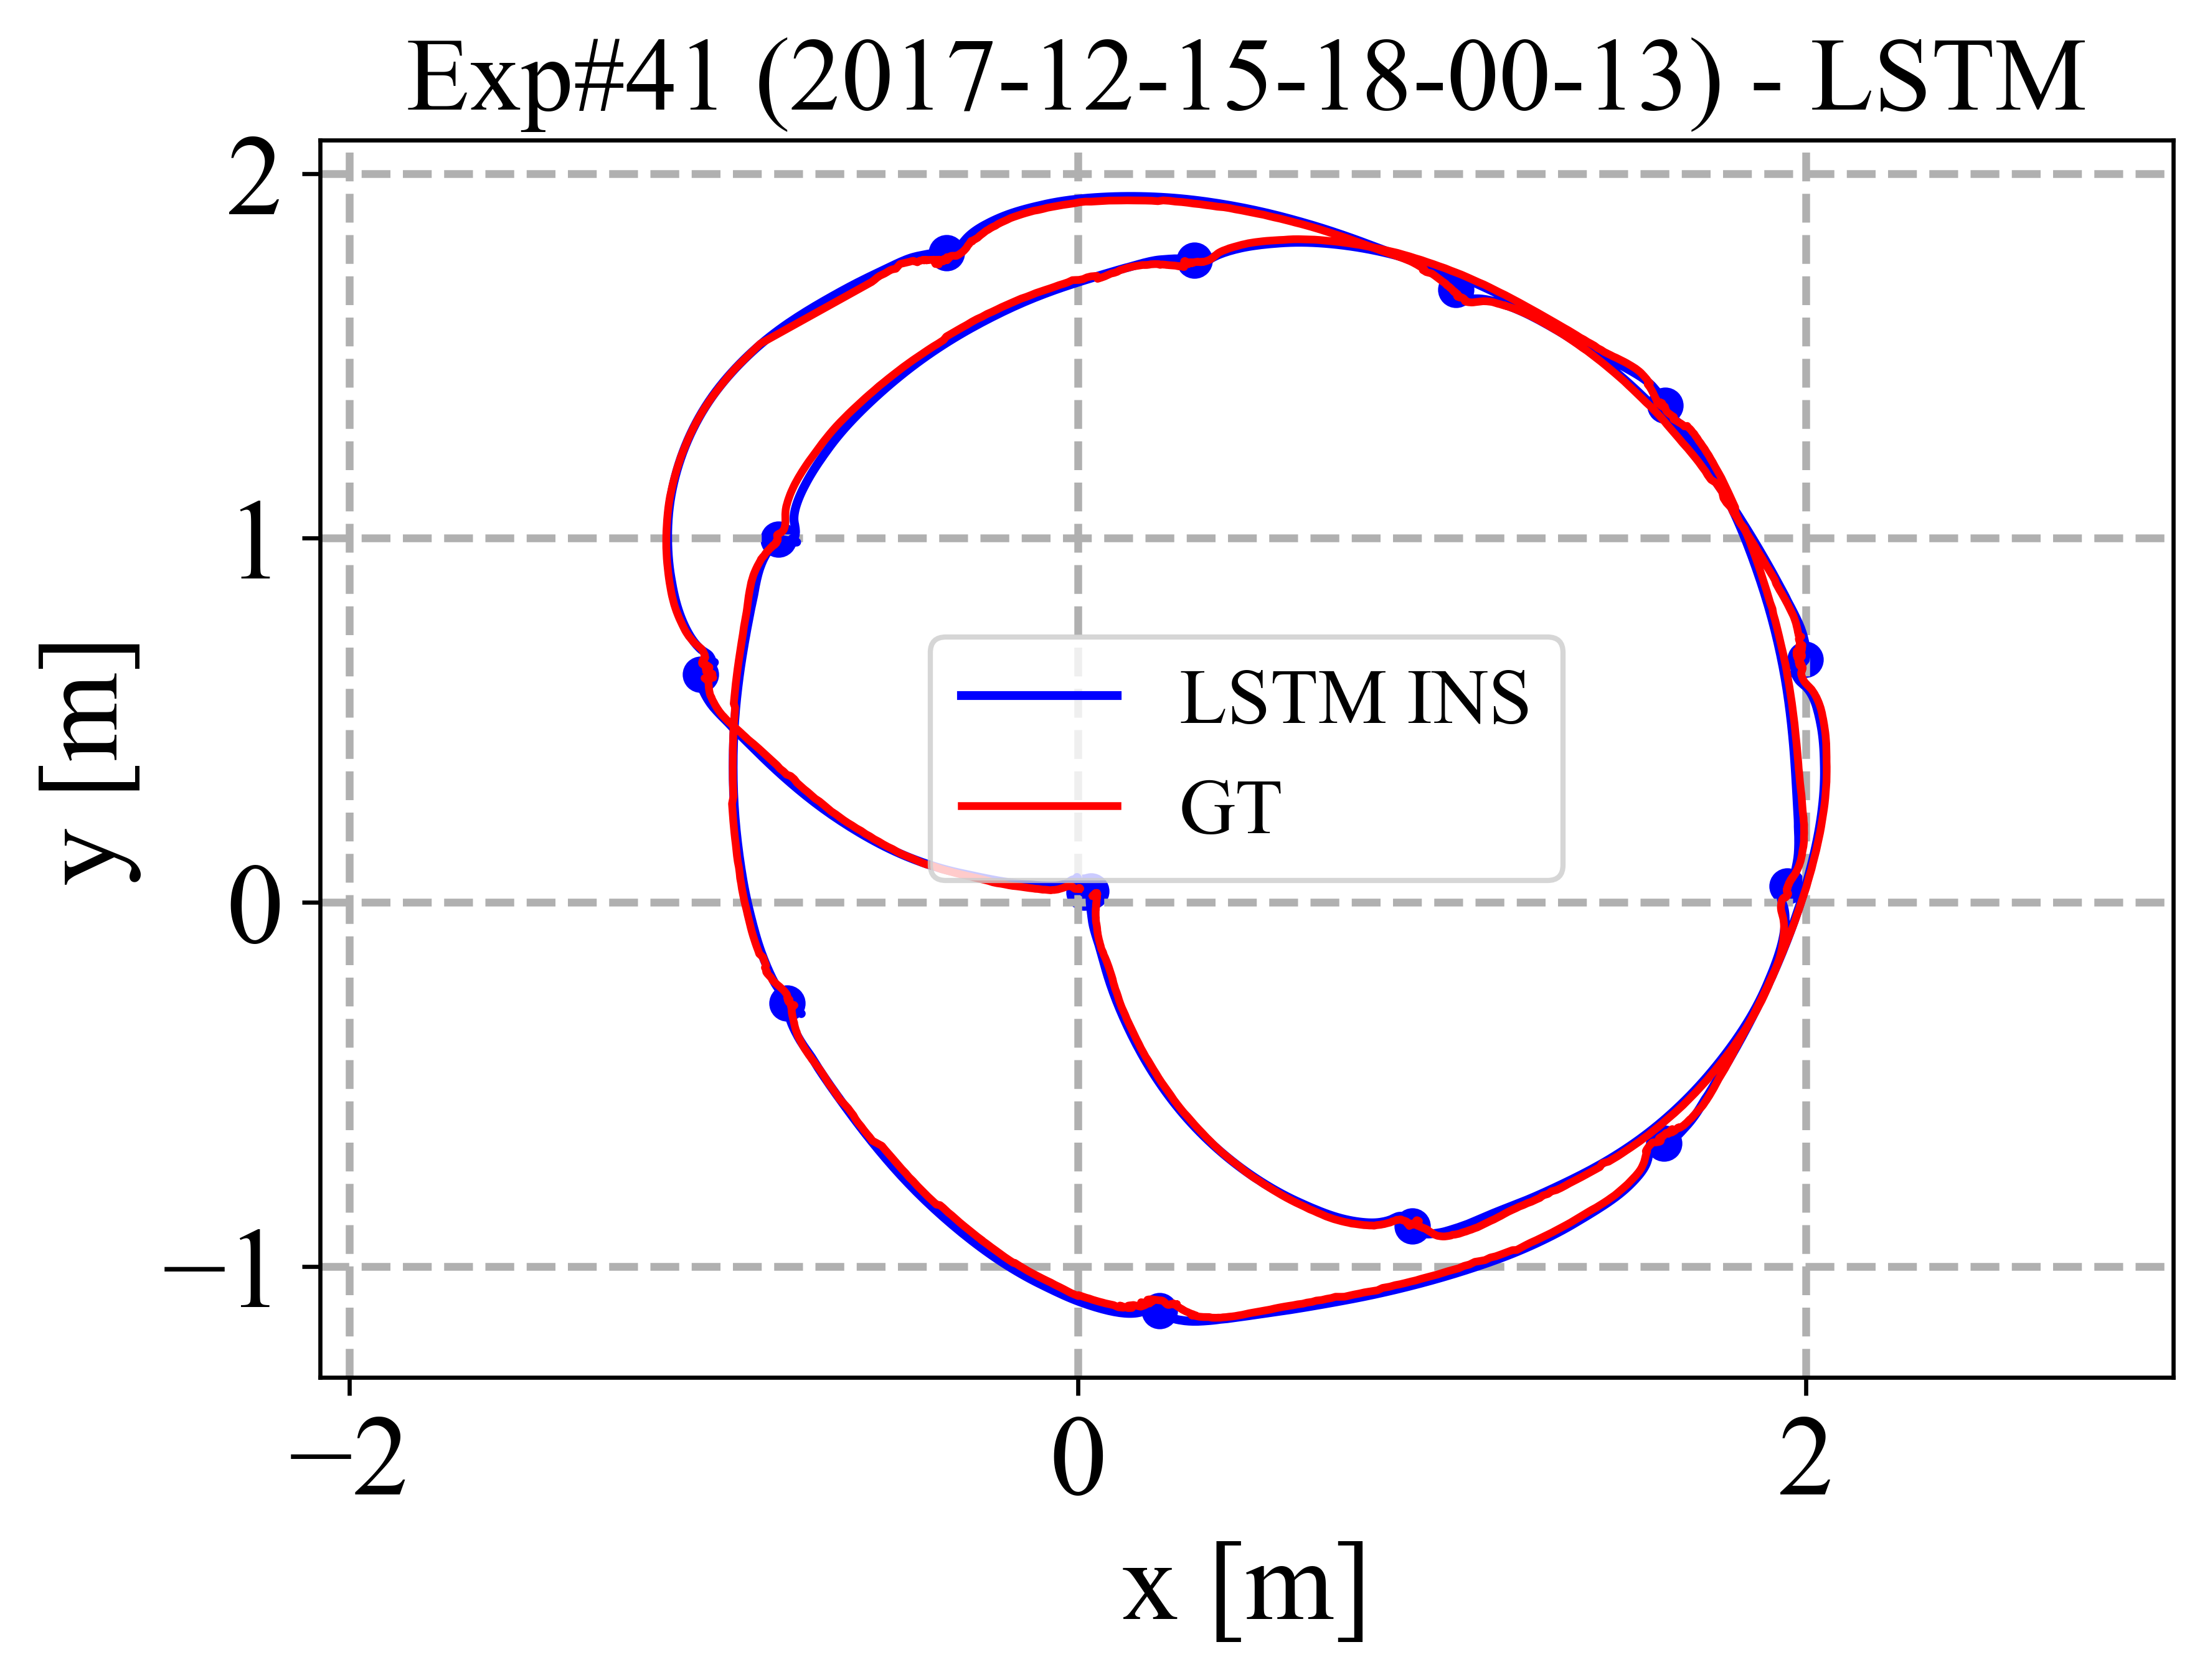 Exp#41 (2017-12-15-18-00-13) - LSTM
2
1
0
−1
y [m]
LSTM INS
GT
−2
0
2
x [m]